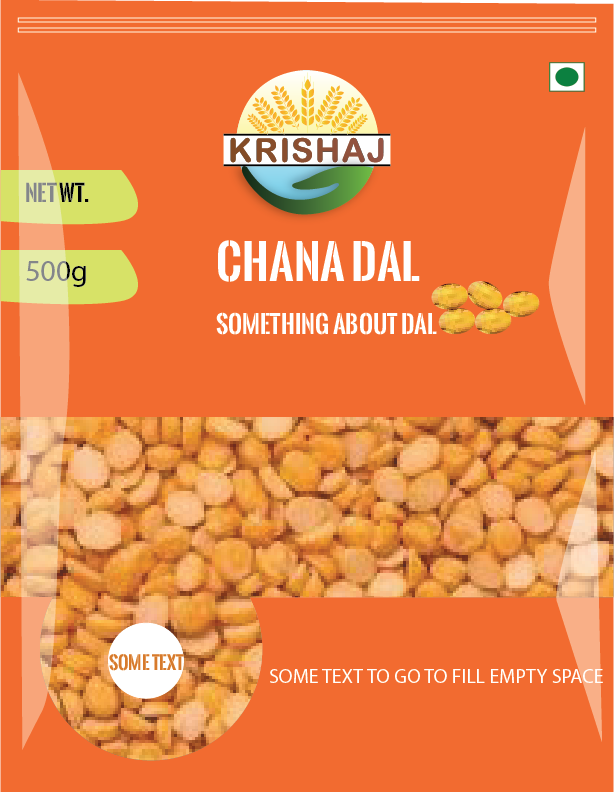 KRISHAJ
NET WT.
500g
CHANA DAL
SOMETHING ABOUT DAL
SOME TEXT
SOME TEXT TO GO TO FILL EMPTY SPACE